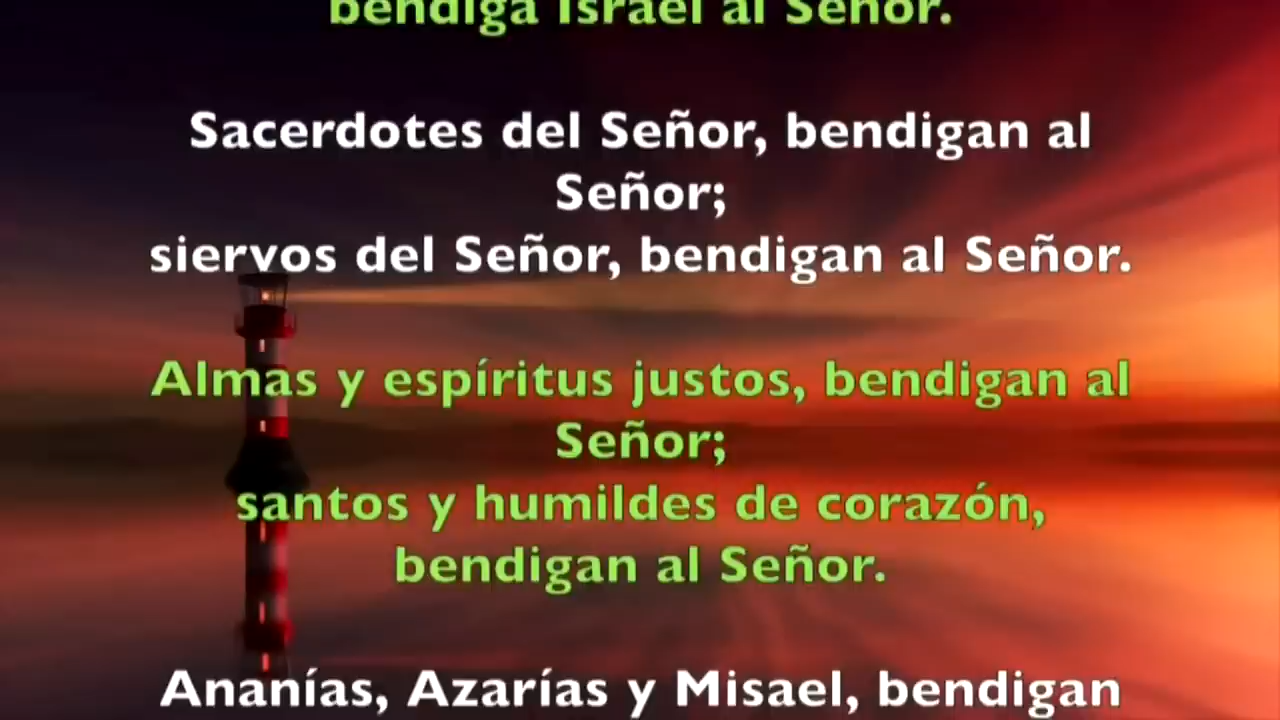 bendiga Israel al Señor.
Sacerdotes del Señor, bendigan al
Señor;
siervos del Señor, bendigan al Señor.
Almas y espíritus justos, bendigan al
Señor;
santos y humildes de corazón,
bendigan al Señor.
Ananías, Azarías y Misael, bendigan